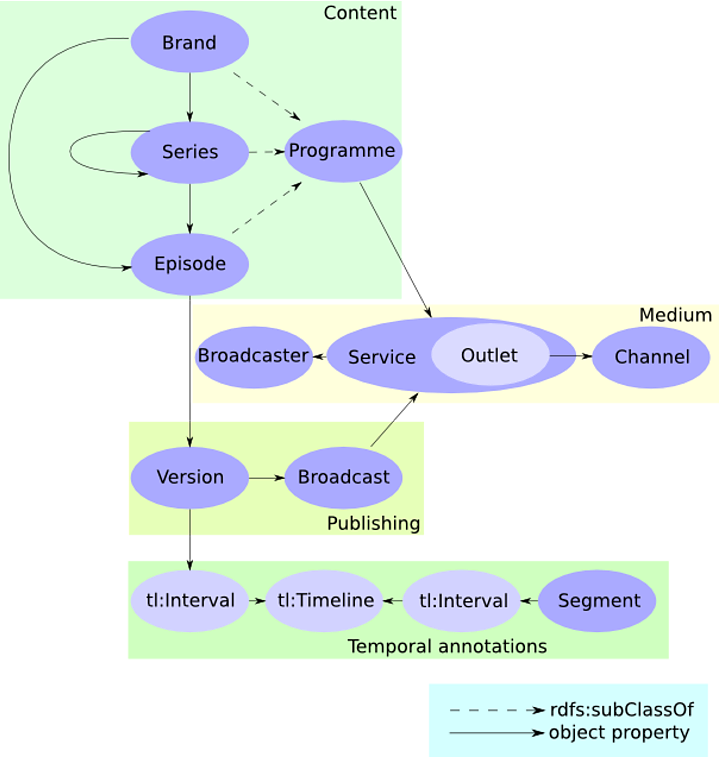 Content
Brand
Series
Programme
Episode
Medium
Broadcaster
Service
Outlet
Channel
Version
Broadcast
Publishing
tl:Interval
tl:Timeline
tl:Interval
Segment
Temporal annotations
rdfs:subClassOf
object property